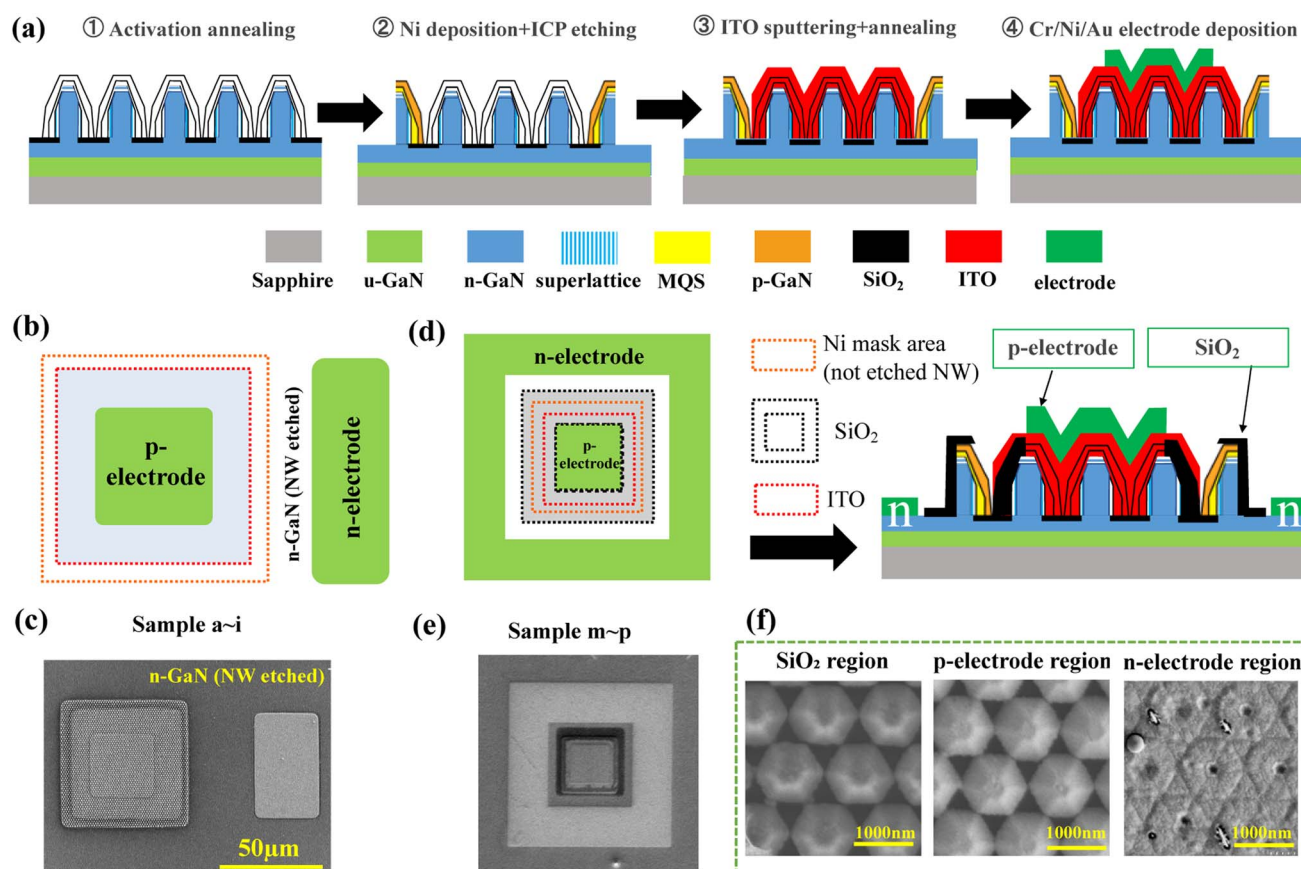 (a)
① Activation annealing
② Ni deposition+ICP etching
③ ITO sputtering+annealing
④ Cr/Ni/Au electrode deposition
Sapphire
u-GaN
n-GaN
superlattice
MQS
p-GaN
SiO₂
ITO
electrode
(b)
p-
electrode
n-GaN (NW etched)
n-electrode
(d)
n-electrode
p-
electrode
Ni mask area
(not etched NW)
SiO₂
ITO
p-electrode
SiO₂
n
n
(c)
Sample a~i
n-GaN (NW etched)
50μm
(e)
Sample m~p
(f)
SiO₂ region
p-electrode region
n-electrode region
1000nm
1000nm
1000nm